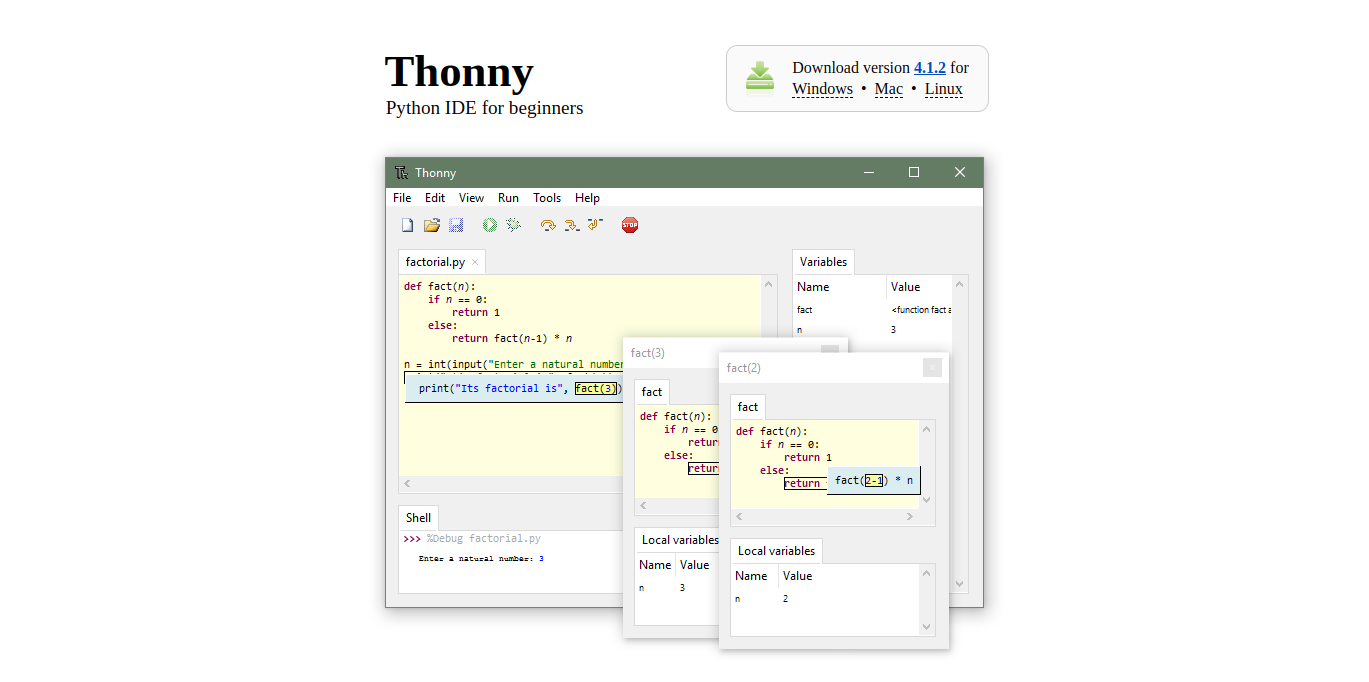 Thonny
Python IDE for beginners
Download version 4.1.2 for
Windows • Mac • Linux
Thonny
File Edit View Run Tools Help
STOP
factorial.py
def fact(n):
if n == 0:
return 1
else:
return fact(n-1) * n
n = int(input("Enter a natural number
print("Its factorial is", fact(3))
Shell
>>> %Debug factorial.py
Enter a natural number: 3
Variables
Name Value
fact <function fact a
n 3
fact(3)
fact
def fact(n):
if n == 0
retur
else:
retur
Local variables
Name Value
n 3
fact(2)
fact
def fact(n):
if n == 0:
return 1
else:
return
fact(2-1) * n
Local variables
Name Value
n 2